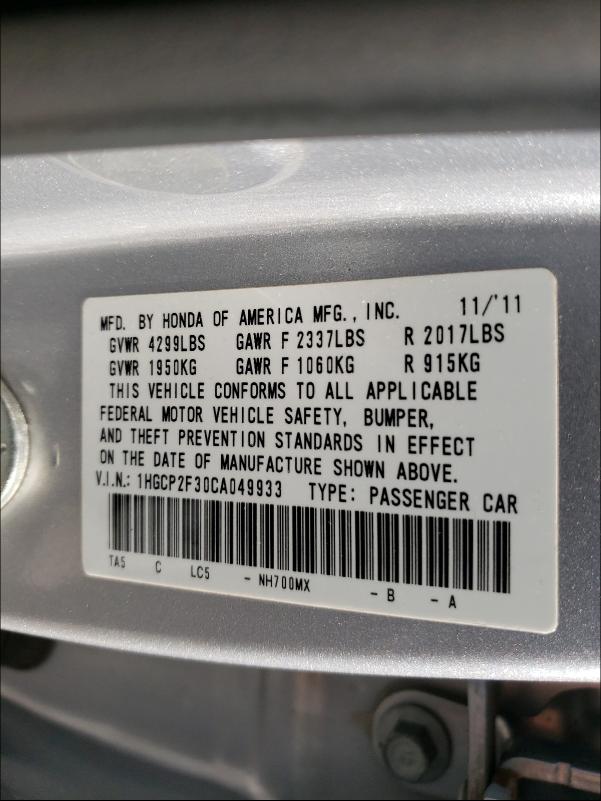 MFD. BY HONDA OF AMERICA MFG., INC. 11/'11
GVWR 4299LBS GAWR F 2337LBS R 2017LBS
GVWR 1950KG GAWR F 1060KG R 915KG
THIS VEHICLE CONFORMS TO ALL APPLICABLE
FEDERAL MOTOR VEHICLE SAFETY, BUMPER,
AND THEFT PREVENTION STANDARDS IN EFFECT
ON THE DATE OF MANUFACTURE SHOWN ABOVE.
V.I.N.: 1HGCP2F30CA049933 TYPE: PASSENGER CAR
TA5 C LC5 - NH700MX - B - A